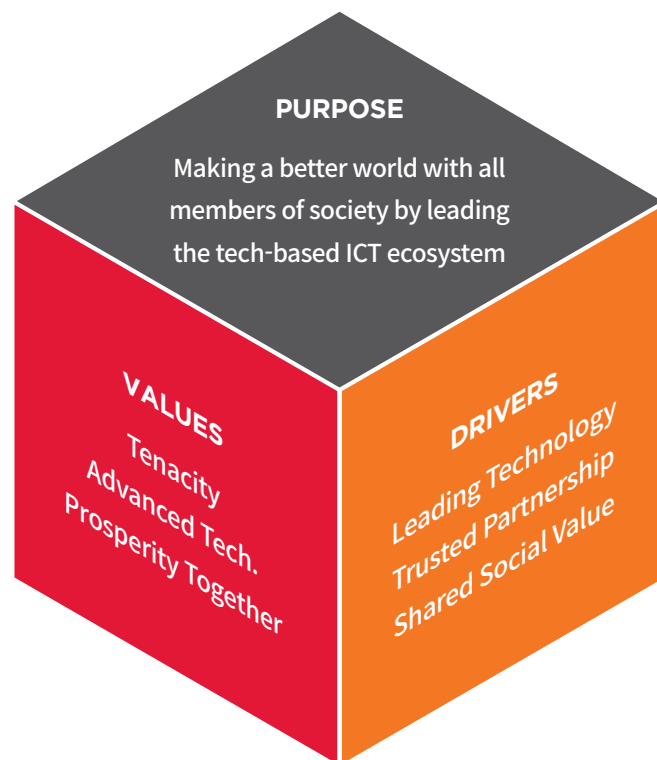 PURPOSE
Making a better world with all
members of society by leading
the tech-based ICT ecosystem
VALUES
Tenacity
Advanced Tech.
Prosperity Together
DRIVERS
Leading Technology
Trusted Partnership
Shared Social Value